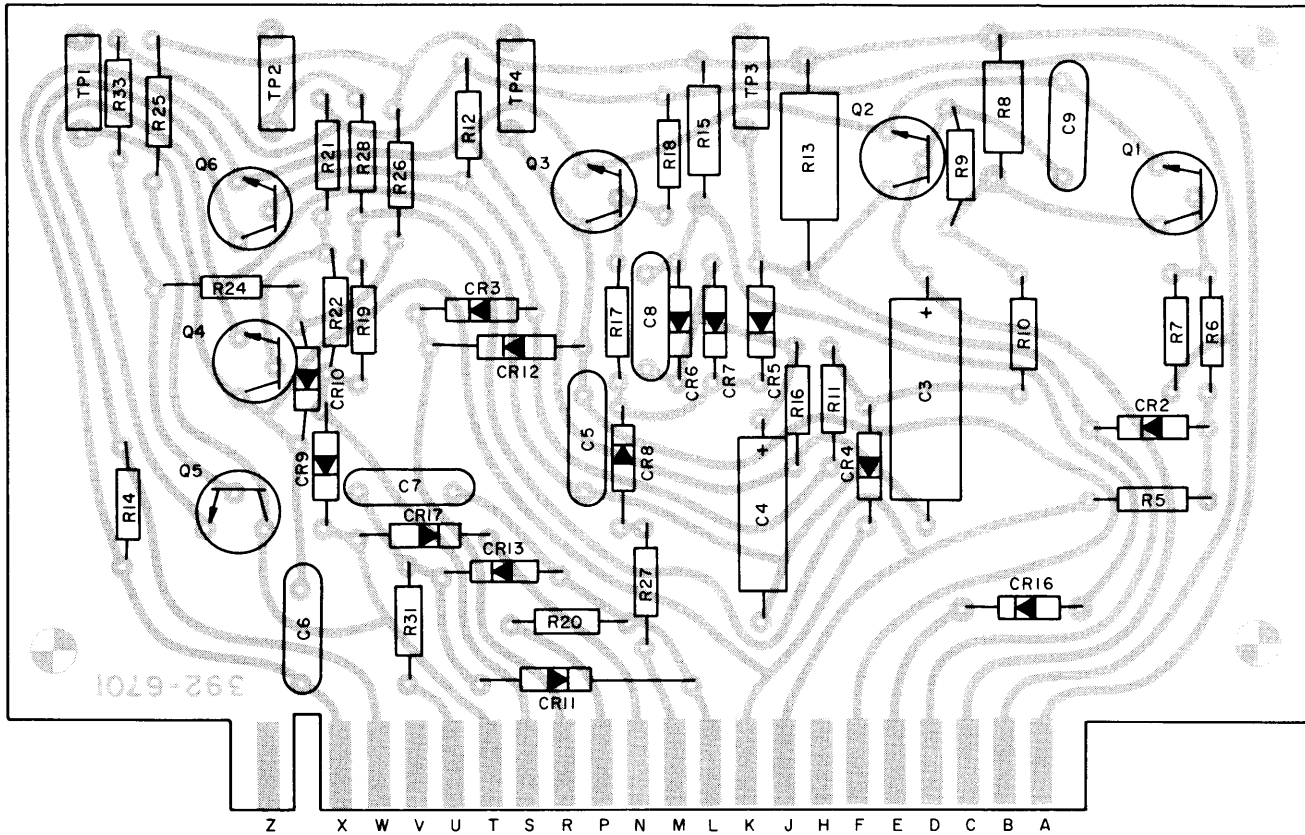 TP1
R33
R25
TP2
R21
R28
R26
R12
TP4
Q3
R18
R15
TP3
R13
Q2
R9
R8
C9
Q1
Q6
R24
R22
R19
CR3
CR12
R17
C8
CR6
CR7
CR5
R16
R11
C3
+
R10
R7
R6
Q4
CR10
CR9
C5
CR8
C4
+
CR4
CR2
R5
R14
Q5
C7
CR17
CR13
R27
CR16
C6
R31
R20
CR11
392-6701
Z X W V U T S R P N M L K J H F E D C B A